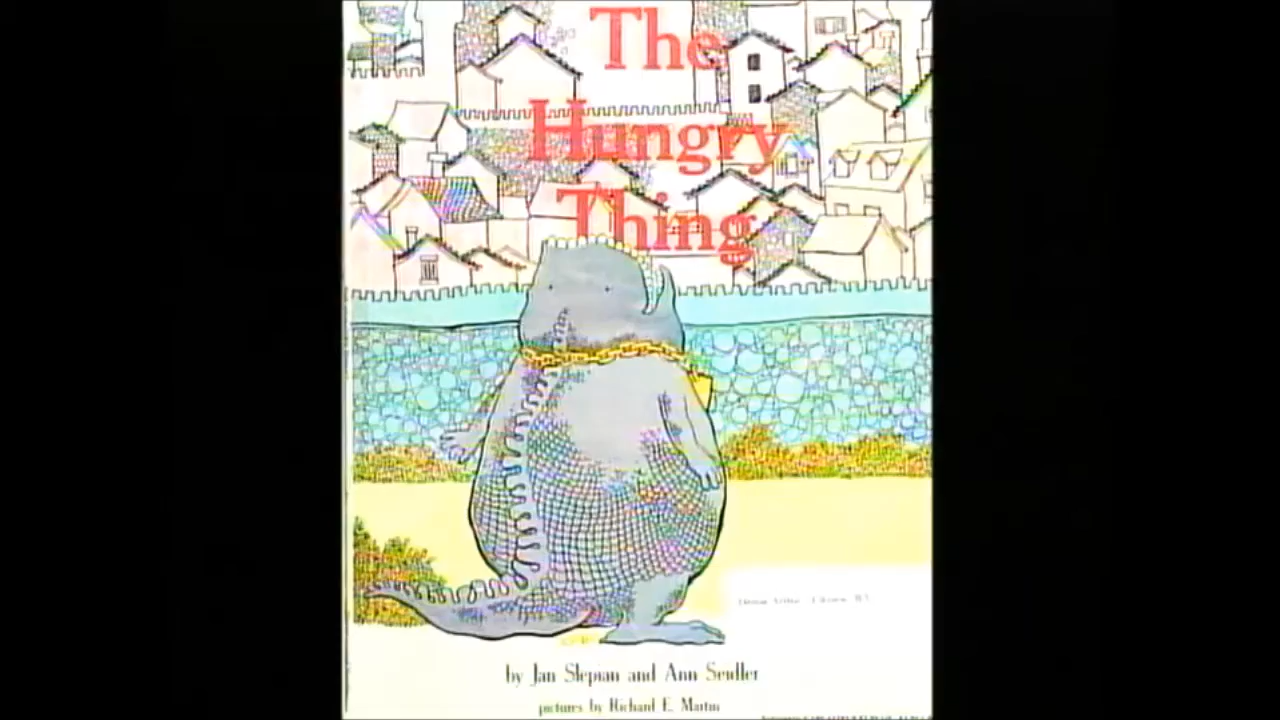 The
Hungry
Thing
by Jan Slepian and Ann Seidler
pictures by Richard E. Martin